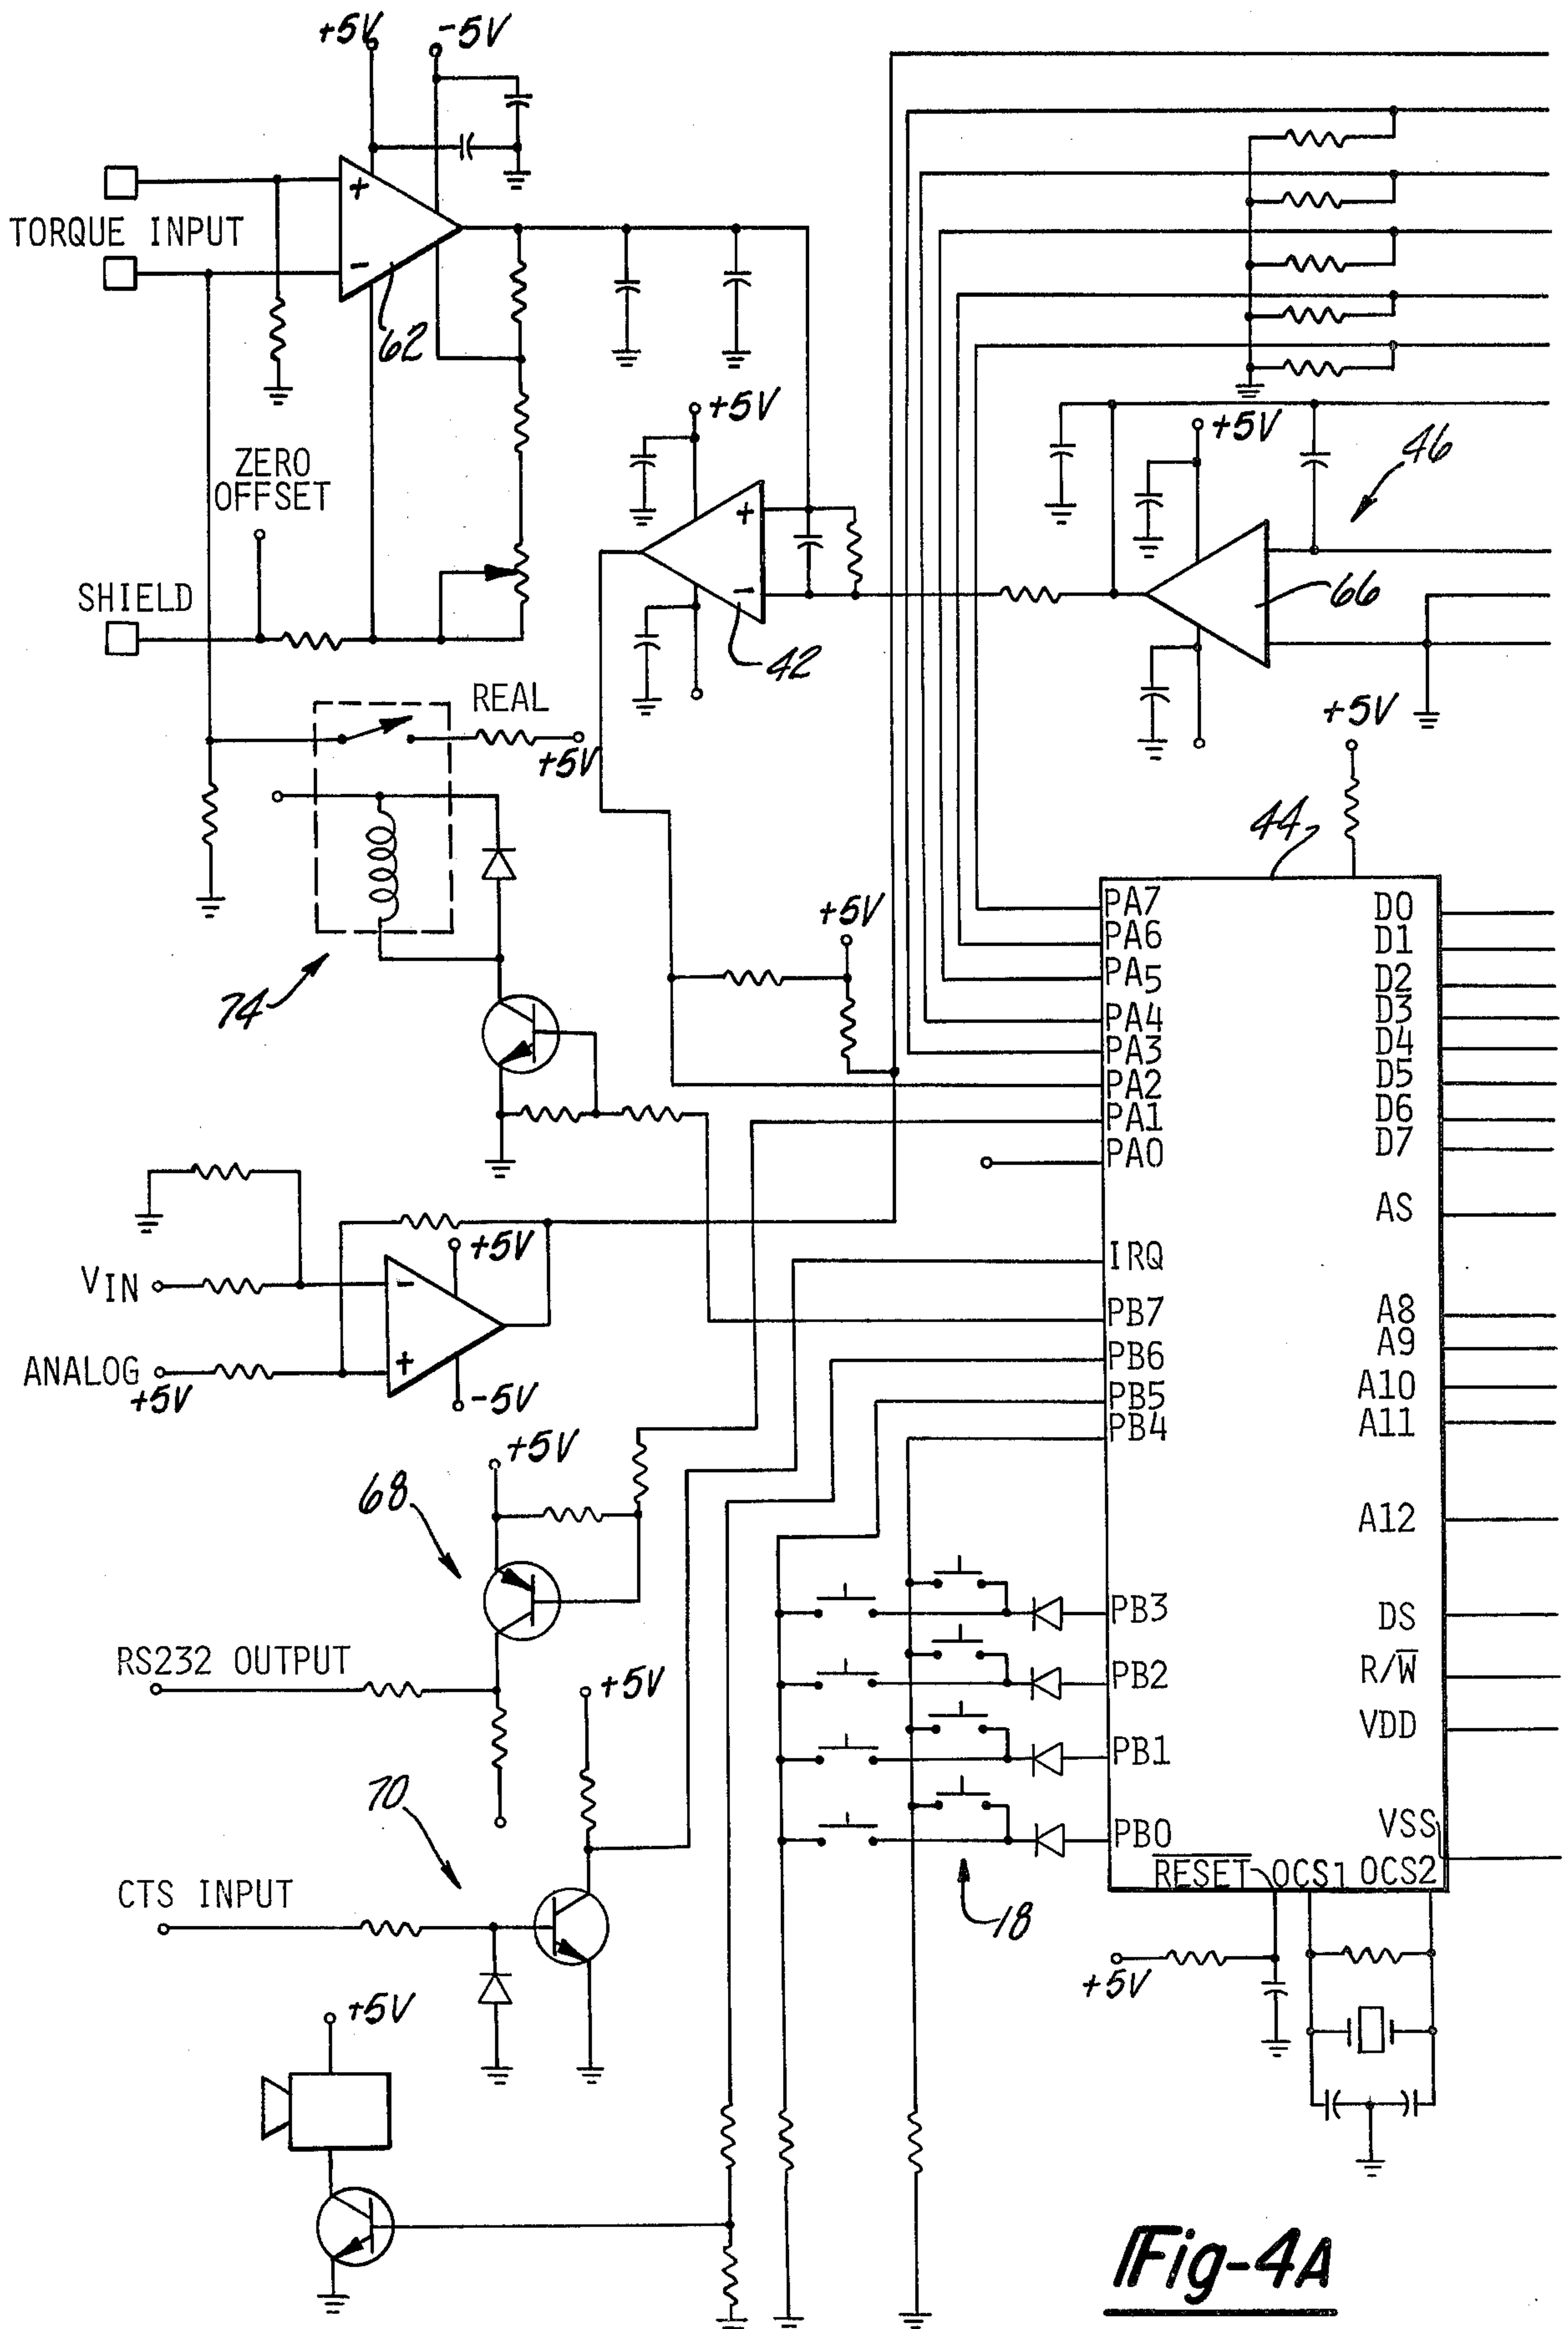 +5V -5V
TORQUE INPUT
+
-
62
ZERO
OFFSET
SHIELD
+5V
+
-
42
+5V
46
66
REAL
+5V
74
+5V
44
+5V
PA7
PA6
PA5
PA4
PA3
PA2
PA1
PA0
IRQ
PB7
PB6
PB5
PB4
PB3
PB2
PB1
PB0
D0
D1
D2
D3
D4
D5
D6
D7
AS
A8
A9
A10
A11
A12
DS
R/W̅
VDD
VSS
RESET OCS1 OCS2
VIN
-
+5V
ANALOG
+5V
+
-5V
+5V
68
RS232 OUTPUT
+5V
70
CTS INPUT
18
+5V
+5V
Fig-4A